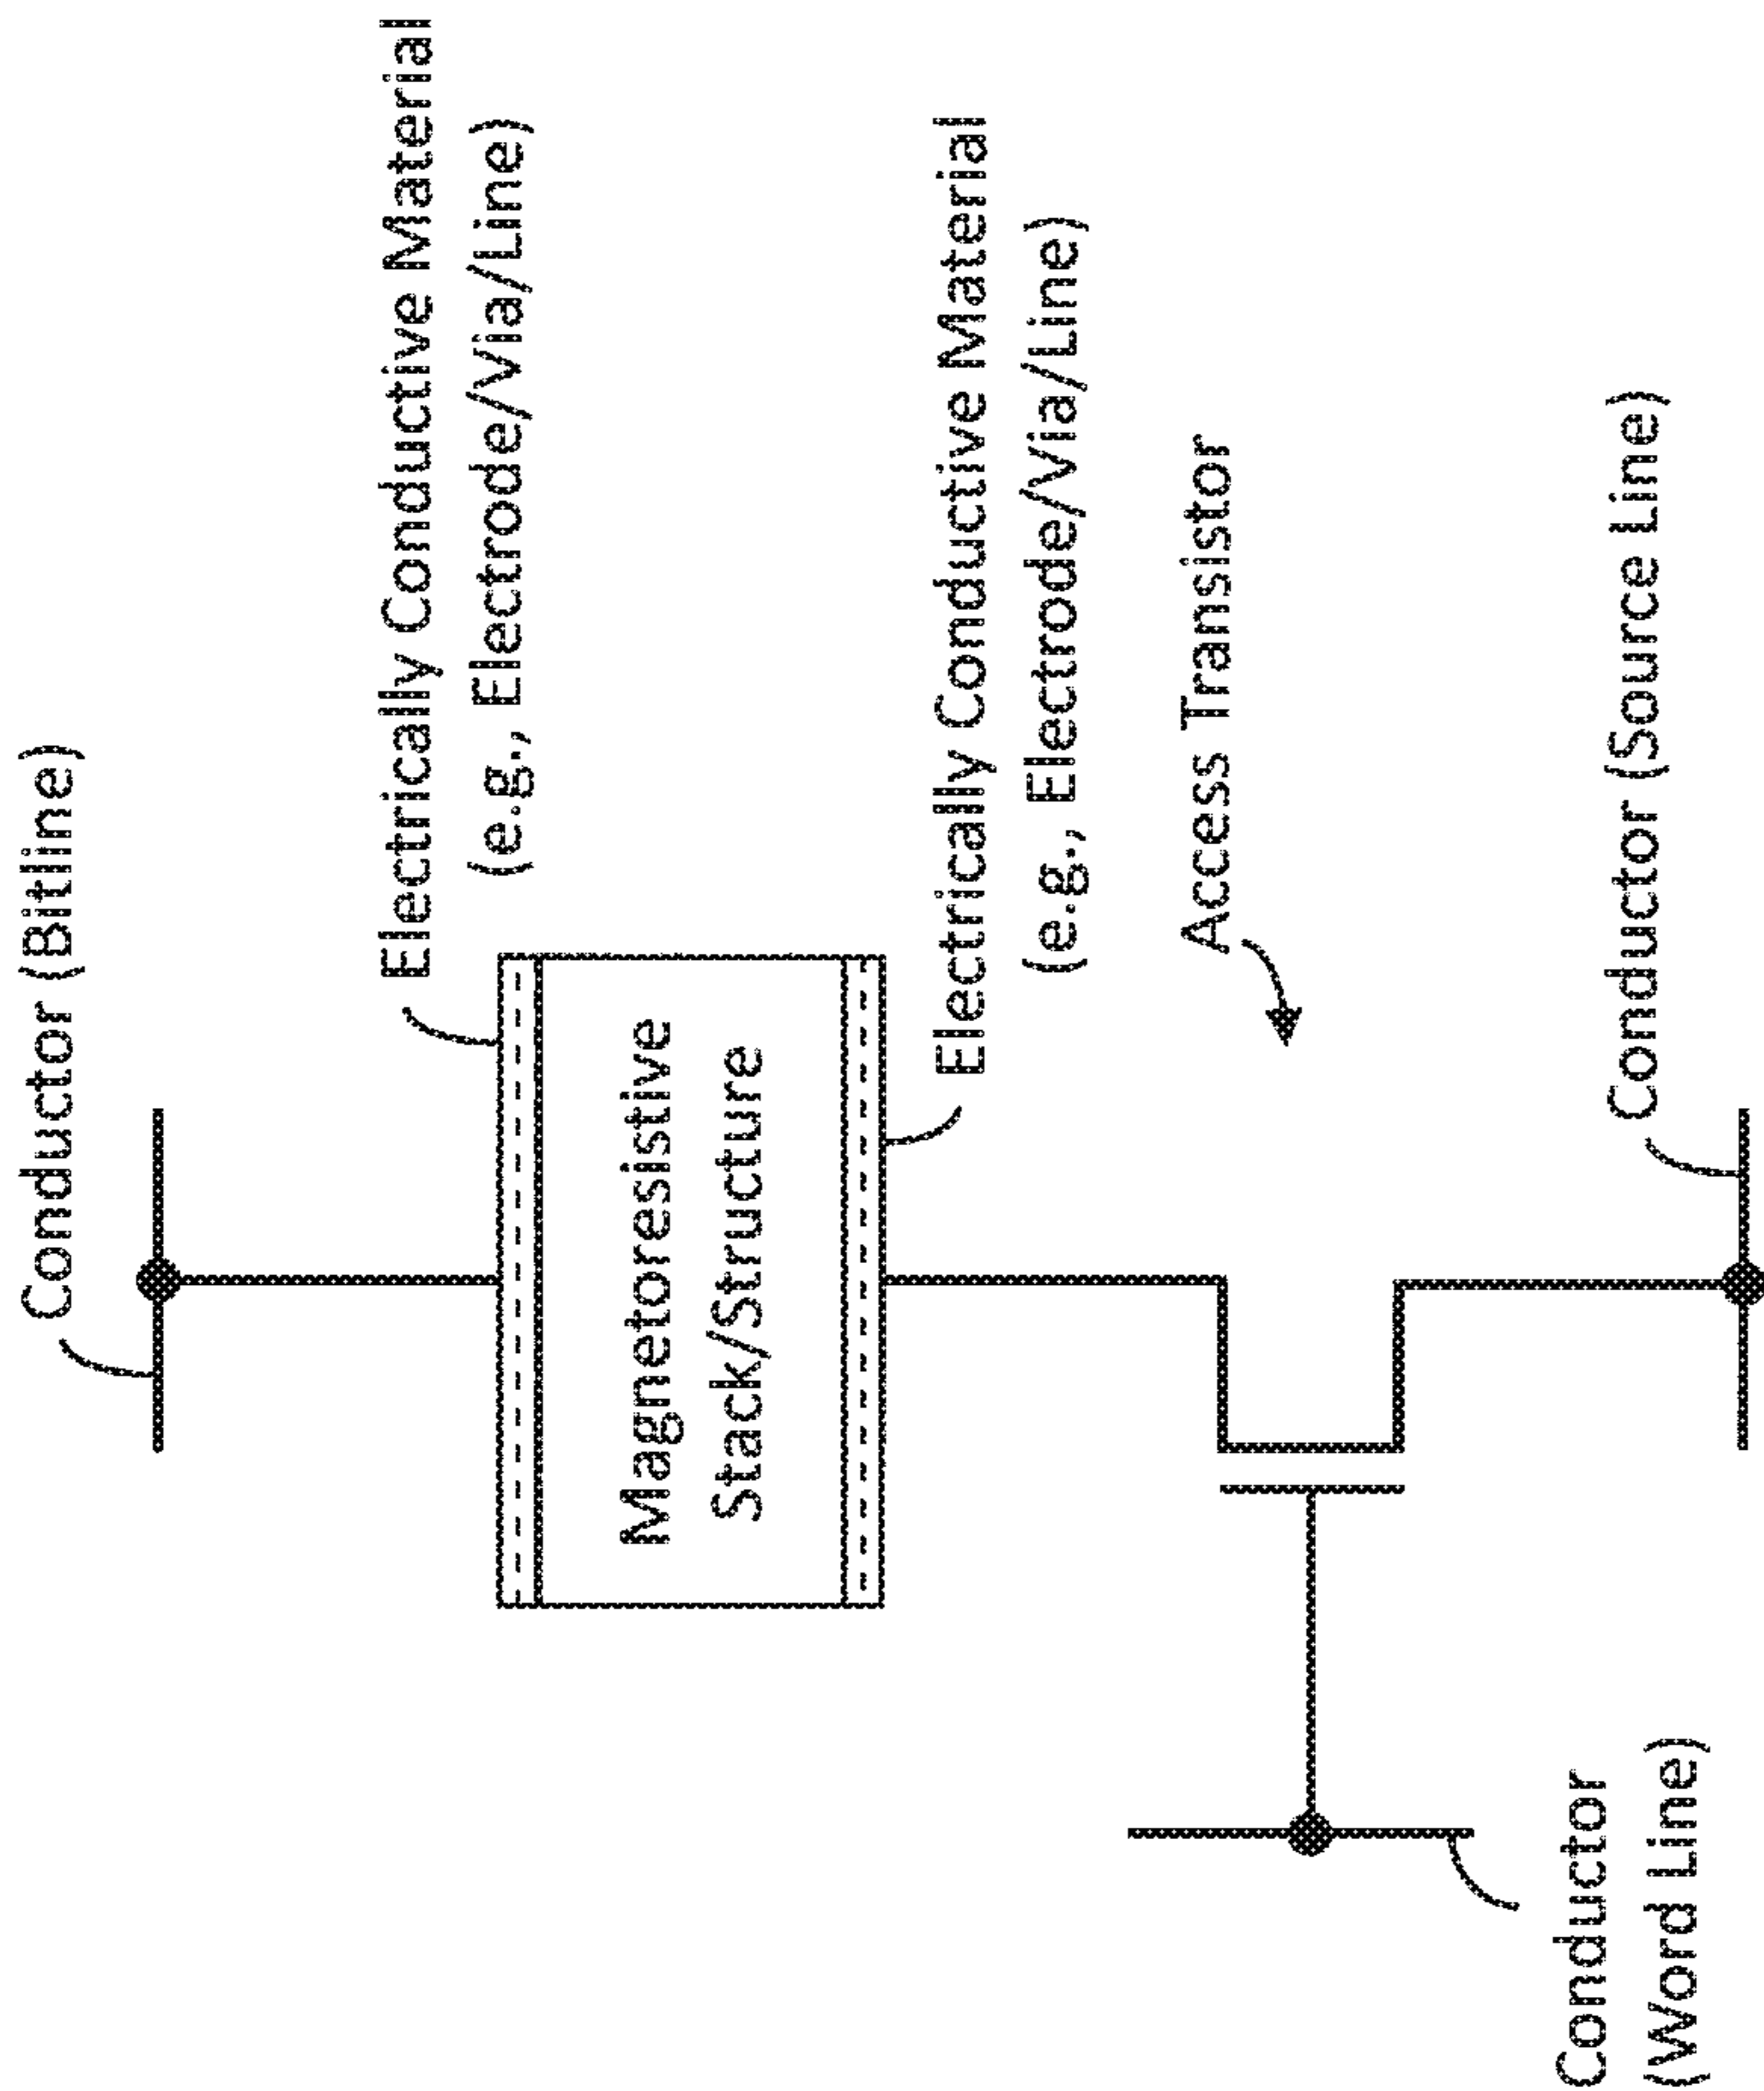 Conductor (Bitline)
Electrically Conductive Material
(e.g., Electrode/Via/Line)
Magnetoresistive
Stack/Structure
Electrically Conductive Material
(e.g., Electrode/Via/Line)
Access Transistor
Conductor (Source Line)
Conductor
(Word Line)